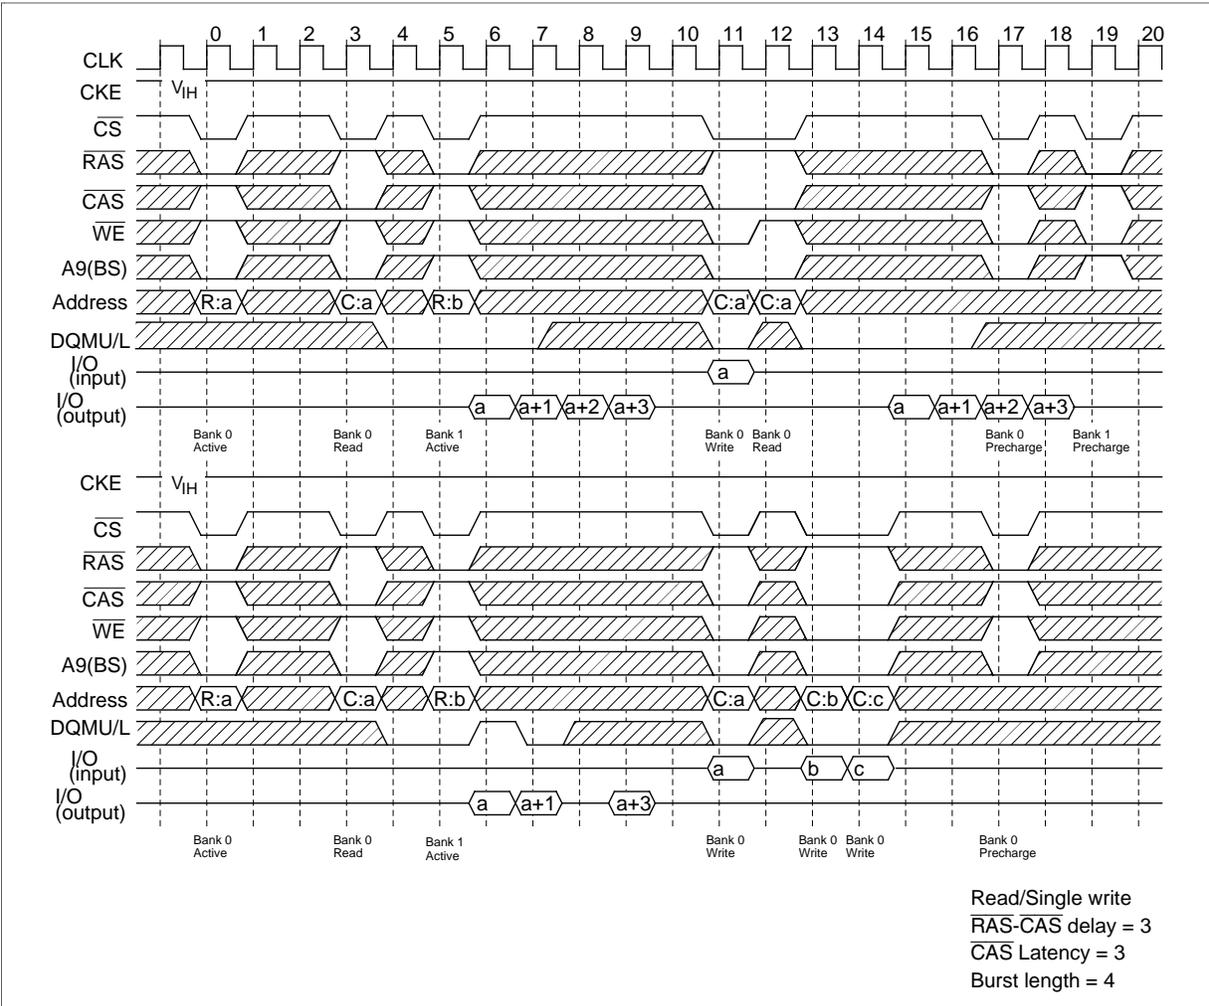 0 1 2 3 4 5 6 7 8 9 10 11 12 13 14 15 16 17 18 19 20
CLK
CKE VIH
CS
RAS
CAS
WE
A9(BS)
Address R:a C:a R:b C:a' C:a
DQMU/L
I/O
(input) a
I/O
(output) a a+1 a+2 a+3 a a+1 a+2 a+3
Bank 0 Bank 0 Bank 1 Bank 0 Bank 0 Bank 0 Bank 1
Active Read Active Write Read Precharge Precharge
CKE VIH
CS
RAS
CAS
WE
A9(BS)
Address R:a C:a R:b C:a C:b C:c
DQMU/L
I/O
(input) a b c
I/O
(output) a a+1 a+3
Bank 0 Bank 0 Bank 1 Bank 0 Bank 0 Bank 0 Bank 0
Active Read Active Write Write Write Precharge
Read/Single write
RAS-CAS delay = 3
CAS Latency = 3
Burst length = 4